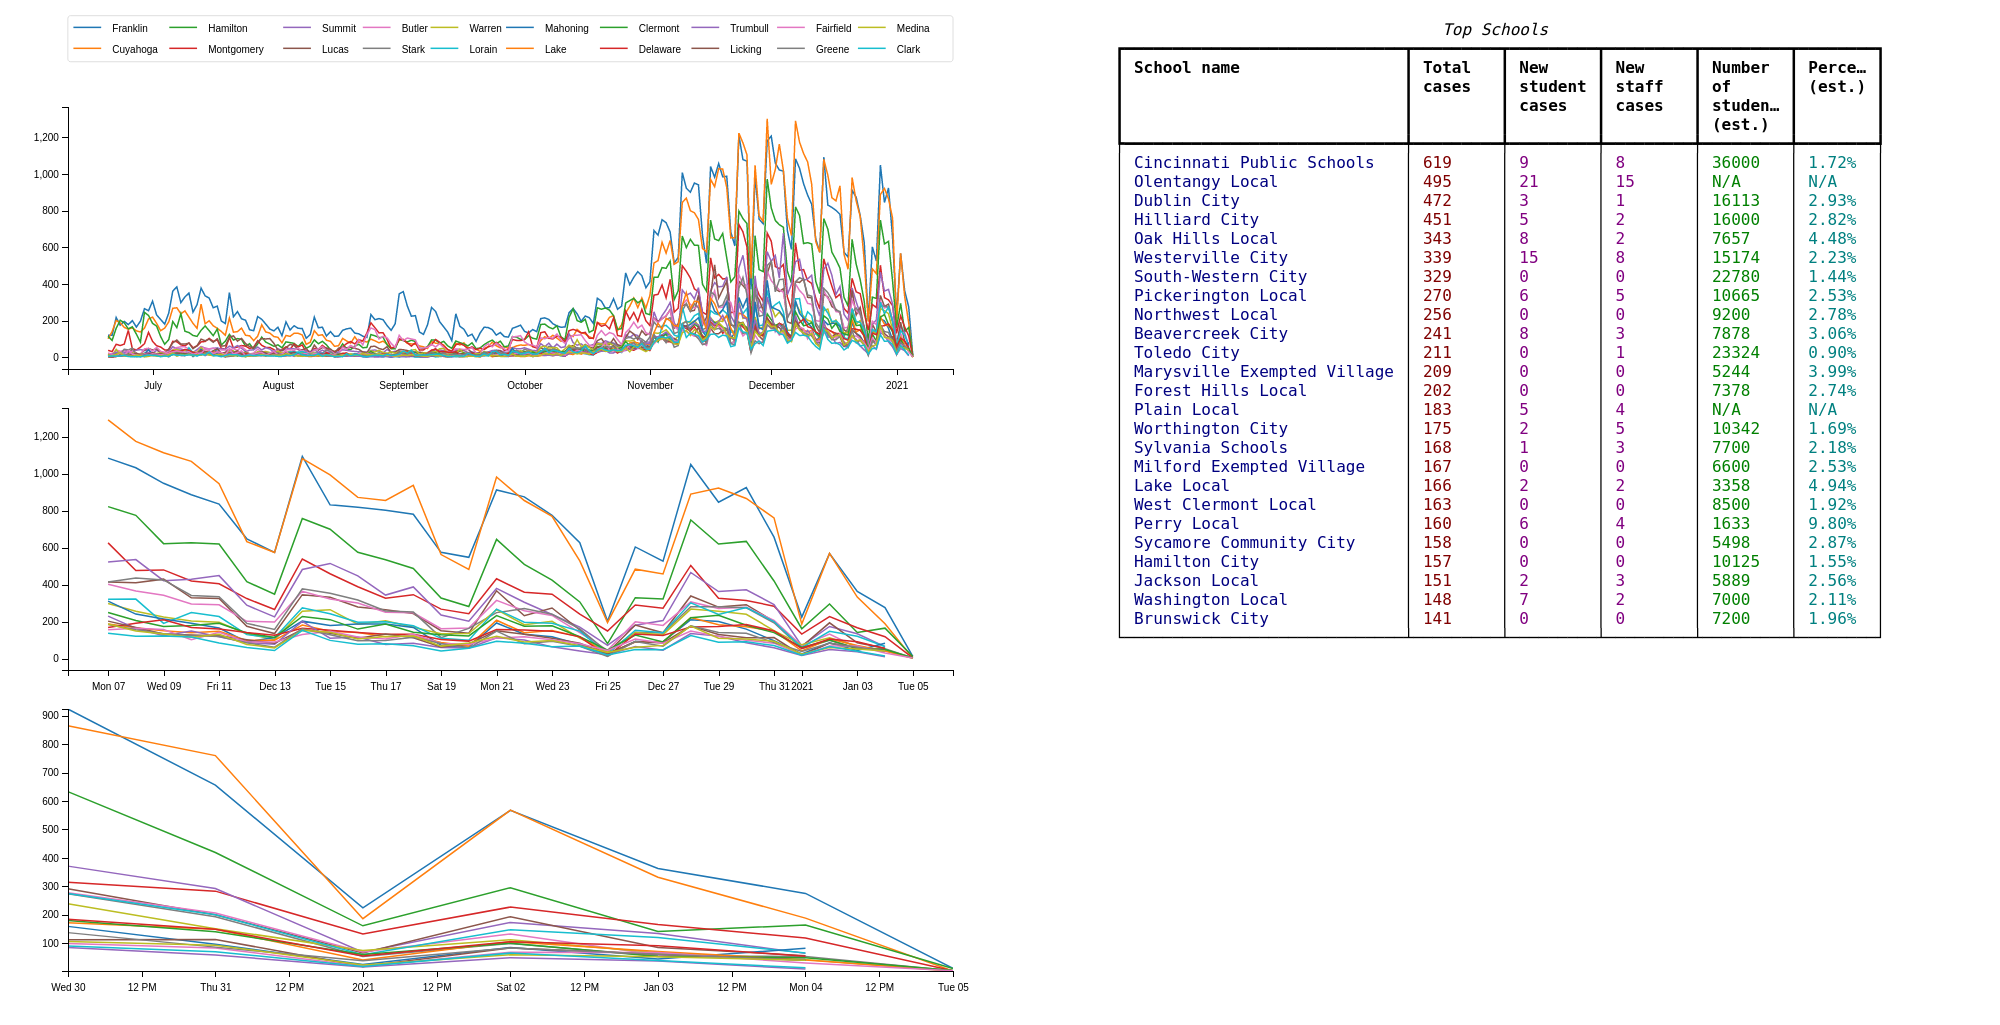 Franklin Hamilton Summit Butler Warren Mahoning Clermont Trumbull Fairfield Medina
Cuyahoga Montgomery Lucas Stark Lorain Lake Delaware Licking Greene Clark
1,200
1,000
800
600
400
200
0
July August September October November December 2021
1,200
1,000
800
600
400
200
0
Mon 07 Wed 09 Fri 11 Dec 13 Tue 15 Thu 17 Sat 19 Mon 21 Wed 23 Fri 25 Dec 27 Tue 29 Thu 31 2021 Jan 03 Tue 05
900
800
700
600
500
400
300
200
100
Wed 30 12 PM Thu 31 12 PM 2021 12 PM Sat 02 12 PM Jan 03 12 PM Mon 04 12 PM Tue 05
Top Schools
School name Total New New Number Perce…
cases student staff of (est.)
cases cases studen…
(est.)
Cincinnati Public Schools 619 9 8 36000 1.72%
Olentangy Local 495 21 15 N/A N/A
Dublin City 472 3 1 16113 2.93%
Hilliard City 451 5 2 16000 2.82%
Oak Hills Local 343 8 2 7657 4.48%
Westerville City 339 15 8 15174 2.23%
South-Western City 329 0 0 22780 1.44%
Pickerington Local 270 6 5 10665 2.53%
Northwest Local 256 0 0 9200 2.78%
Beavercreek City 241 8 3 7878 3.06%
Toledo City 211 0 1 23324 0.90%
Marysville Exempted Village 209 0 0 5244 3.99%
Forest Hills Local 202 0 0 7378 2.74%
Plain Local 183 5 4 N/A N/A
Worthington City 175 2 5 10342 1.69%
Sylvania Schools 168 1 3 7700 2.18%
Milford Exempted Village 167 0 0 6600 2.53%
Lake Local 166 2 2 3358 4.94%
West Clermont Local 163 0 0 8500 1.92%
Perry Local 160 6 4 1633 9.80%
Sycamore Community City 158 0 0 5498 2.87%
Hamilton City 157 0 0 10125 1.55%
Jackson Local 151 2 3 5889 2.56%
Washington Local 148 7 2 7000 2.11%
Brunswick City 141 0 0 7200 1.96%